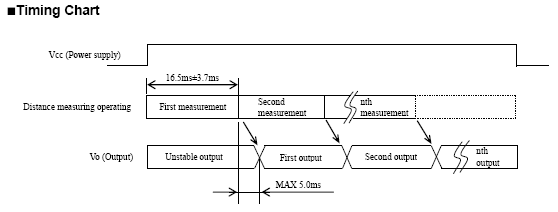 ■Timing Chart
Vcc (Power supply)
16.5ms±3.7ms
Distance measuring operating
First measurement
Second
measurement
nth
measurement
Vo (Output)
Unstable output
First output
Second output
nth
output
MAX 5.0ms